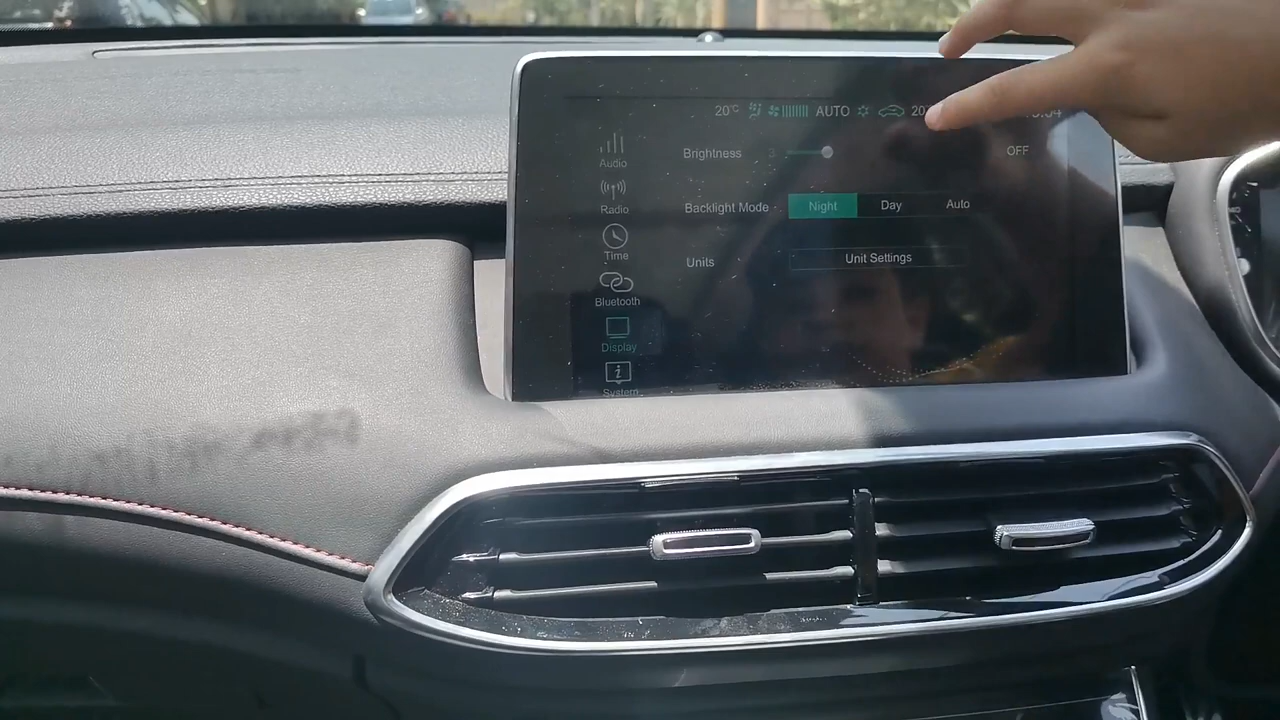 20°C AUTO 20
Audio
Radio
Time
Bluetooth
Display
System
Brightness OFF
Backlight Mode Night Day Auto
Units Unit Settings